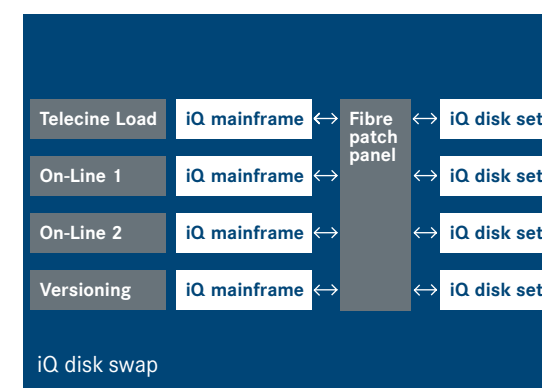 Telecine Load iQ mainframe ↔ Fibre patch panel ↔ iQ disk set
On-Line 1 iQ mainframe ↔ ↔ iQ disk set
On-Line 2 iQ mainframe ↔ ↔ iQ disk set
Versioning iQ mainframe ↔ ↔ iQ disk set
iQ disk swap